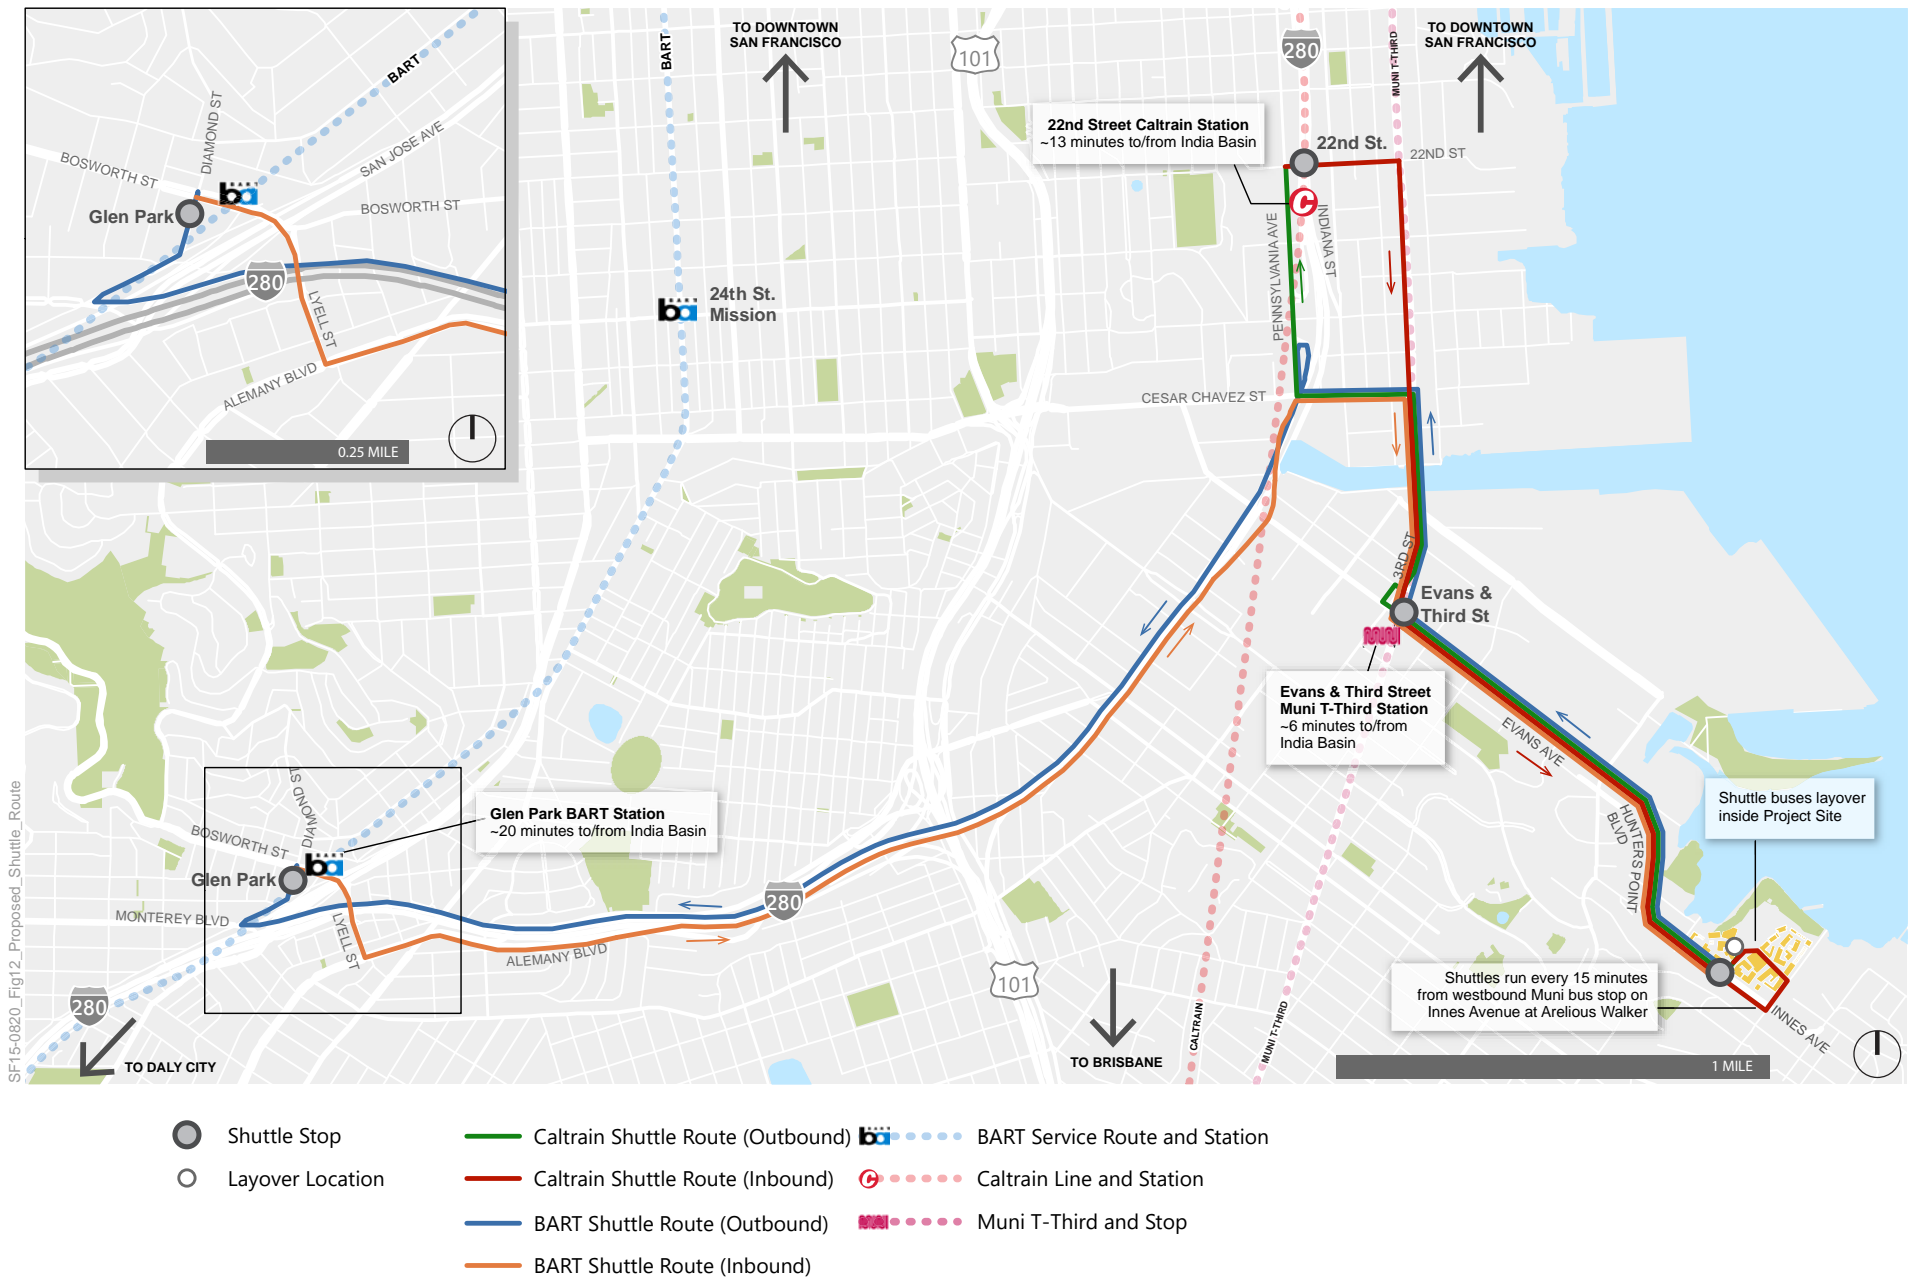 BART
DIAMOND ST
SAN JOSE AVE
BOSWORTH ST
BOSWORTH ST
Glen Park
280
LYELL ST
ALEMANY BLVD
0.25 MILE
BART
TO DOWNTOWN
SAN FRANCISCO
101
280
MUNI T-THIRD
TO DOWNTOWN
SAN FRANCISCO
22nd Street Caltrain Station
~13 minutes to/from India Basin
22nd St.
22ND ST
PENNSYLVANIA AVE
INDIANA ST
24th St.
Mission
CESAR CHAVEZ ST
3RD ST
Evans &
Third St
Evans & Third Street
Muni T-Third Station
~6 minutes to/from
India Basin
EVANS AVE
HUNTERS POINT
BLVD
Shuttle buses layover
inside Project Site
Glen Park BART Station
~20 minutes to/from India Basin
DIAMOND ST
BOSWORTH ST
Glen Park
MONTEREY BLVD
LYELL ST
ALEMANY BLVD
280
280
101
TO DALY CITY
TO BRISBANE
CALTRAIN
MUNI T-THIRD
Shuttles run every 15 minutes
from westbound Muni bus stop on
Innes Avenue at Arelious Walker
INNES AVE
1 MILE
SF15-0820_Fig12_Proposed_Shuttle_Route
Shuttle Stop
Layover Location
Caltrain Shuttle Route (Outbound)
Caltrain Shuttle Route (Inbound)
BART Shuttle Route (Outbound)
BART Shuttle Route (Inbound)
BART Service Route and Station
Caltrain Line and Station
Muni T-Third and Stop